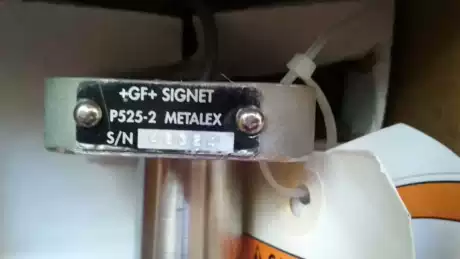 +GF+ SIGNET
P525-2 METALEX
S/N